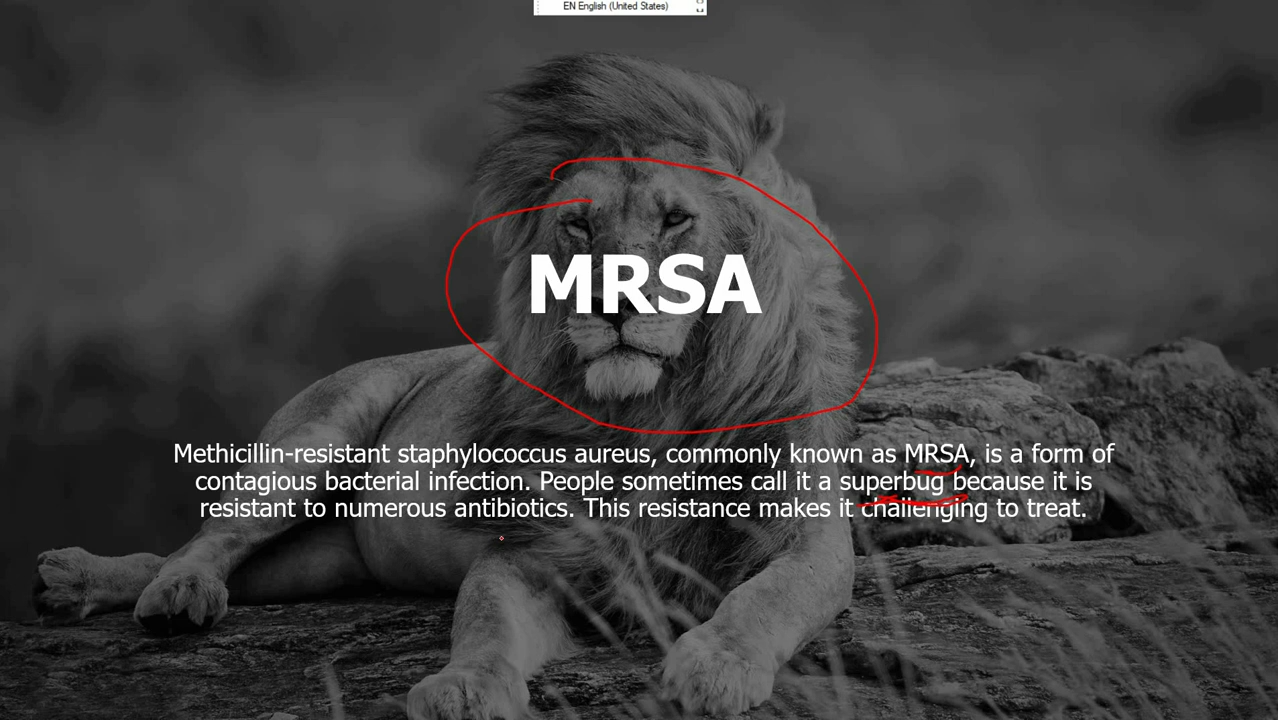 EN English (United States)
MRSA
Methicillin-resistant staphylococcus aureus, commonly known as MRSA, is a form of
contagious bacterial infection. People sometimes call it a superbug because it is
resistant to numerous antibiotics. This resistance makes it challenging to treat.